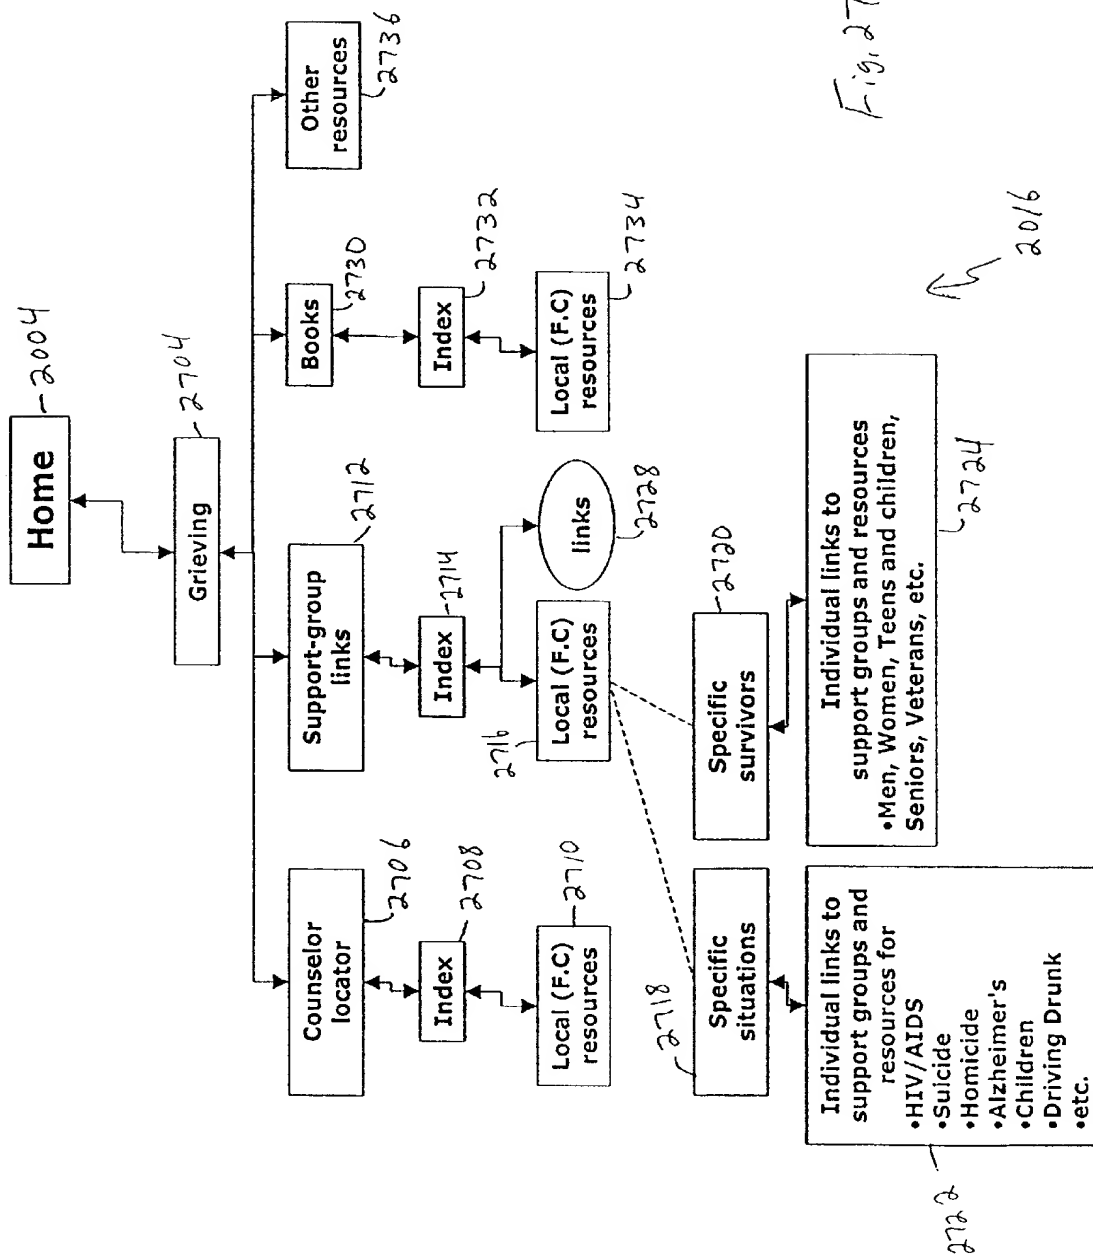 Home
2004
Grieving
2704
Counselor
locator
2706
Support-group
links
2712
Books
2730
Other
resources
2736
Index
2708
Index
2714
Index
2732
Local (F.C)
resources
2710
Local (F.C)
resources
2716
links
2728
Local (F.C)
resources
2734
Specific
situations
2718
Specific
survivors
2720
Individual links to
support groups and
resources for
•HIV/AIDS
•Suicide
•Homicide
•Alzheimer's
•Children
•Driving Drunk
•etc.
2722
Individual links to
support groups and resources
•Men, Women, Teens and children,
Seniors, Veterans, etc.
2724
2016
Fig. 27